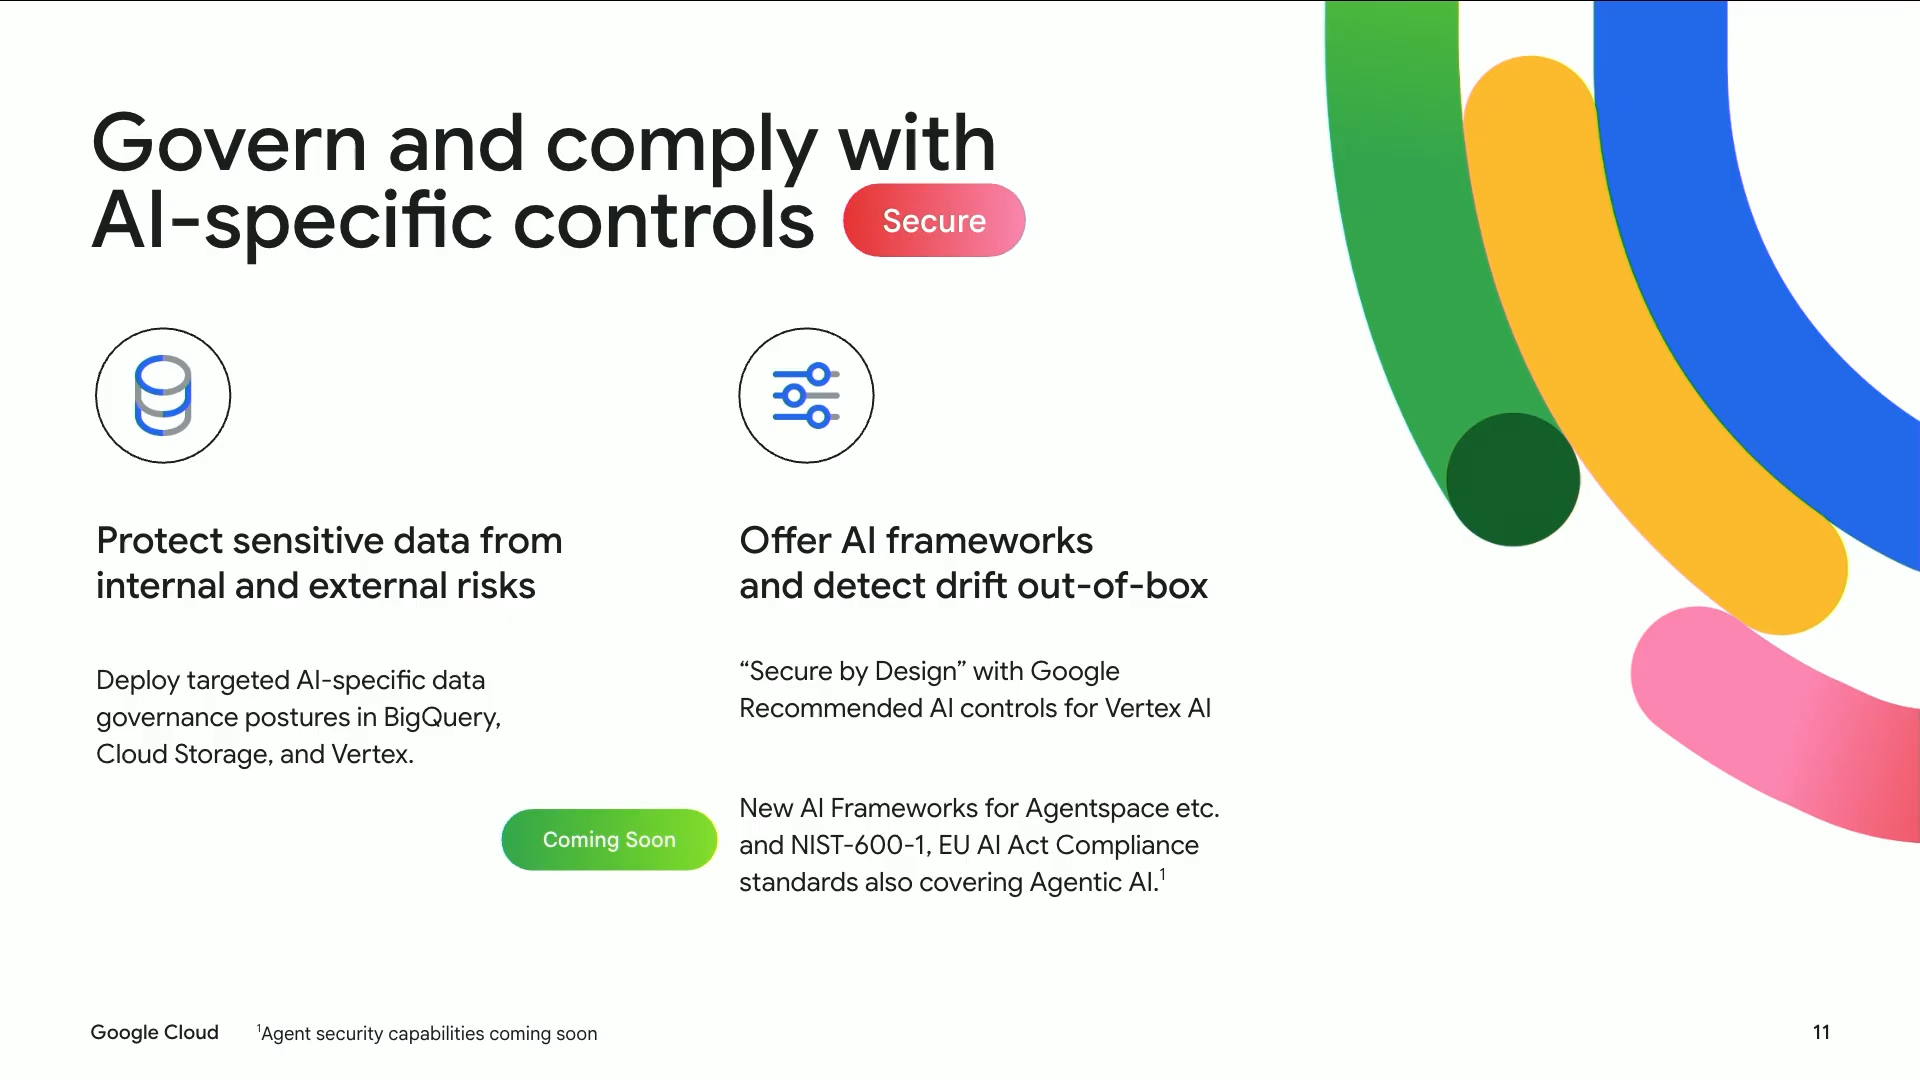 Govern and comply with
AI-specific controls Secure
Protect sensitive data from
internal and external risks
Deploy targeted AI-specific data
governance postures in BigQuery,
Cloud Storage, and Vertex.
Offer AI frameworks
and detect drift out-of-box
“Secure by Design” with Google
Recommended AI controls for Vertex AI
Coming Soon
New AI Frameworks for Agentspace etc.
and NIST-600-1, EU AI Act Compliance
standards also covering Agentic AI.¹
Google Cloud
¹Agent security capabilities coming soon
11